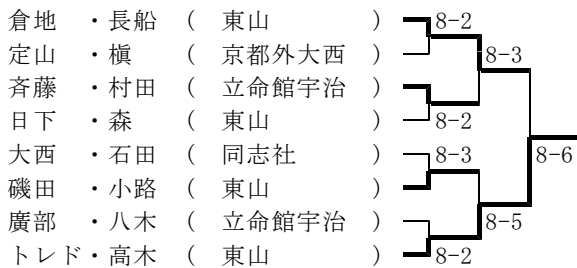 倉地 ・長船 ( 東山 ) 8-2
定山 ・槇 ( 京都外大西 ) 8-3
斉藤 ・村田 ( 立命館宇治 )
日下 ・森 ( 東山 ) 8-2
大西 ・石田 ( 同志社 ) 8-3 8-6
磯田 ・小路 ( 東山 )
廣部 ・八木 ( 立命館宇治 ) 8-5
トレド・高木 ( 東山 ) 8-2